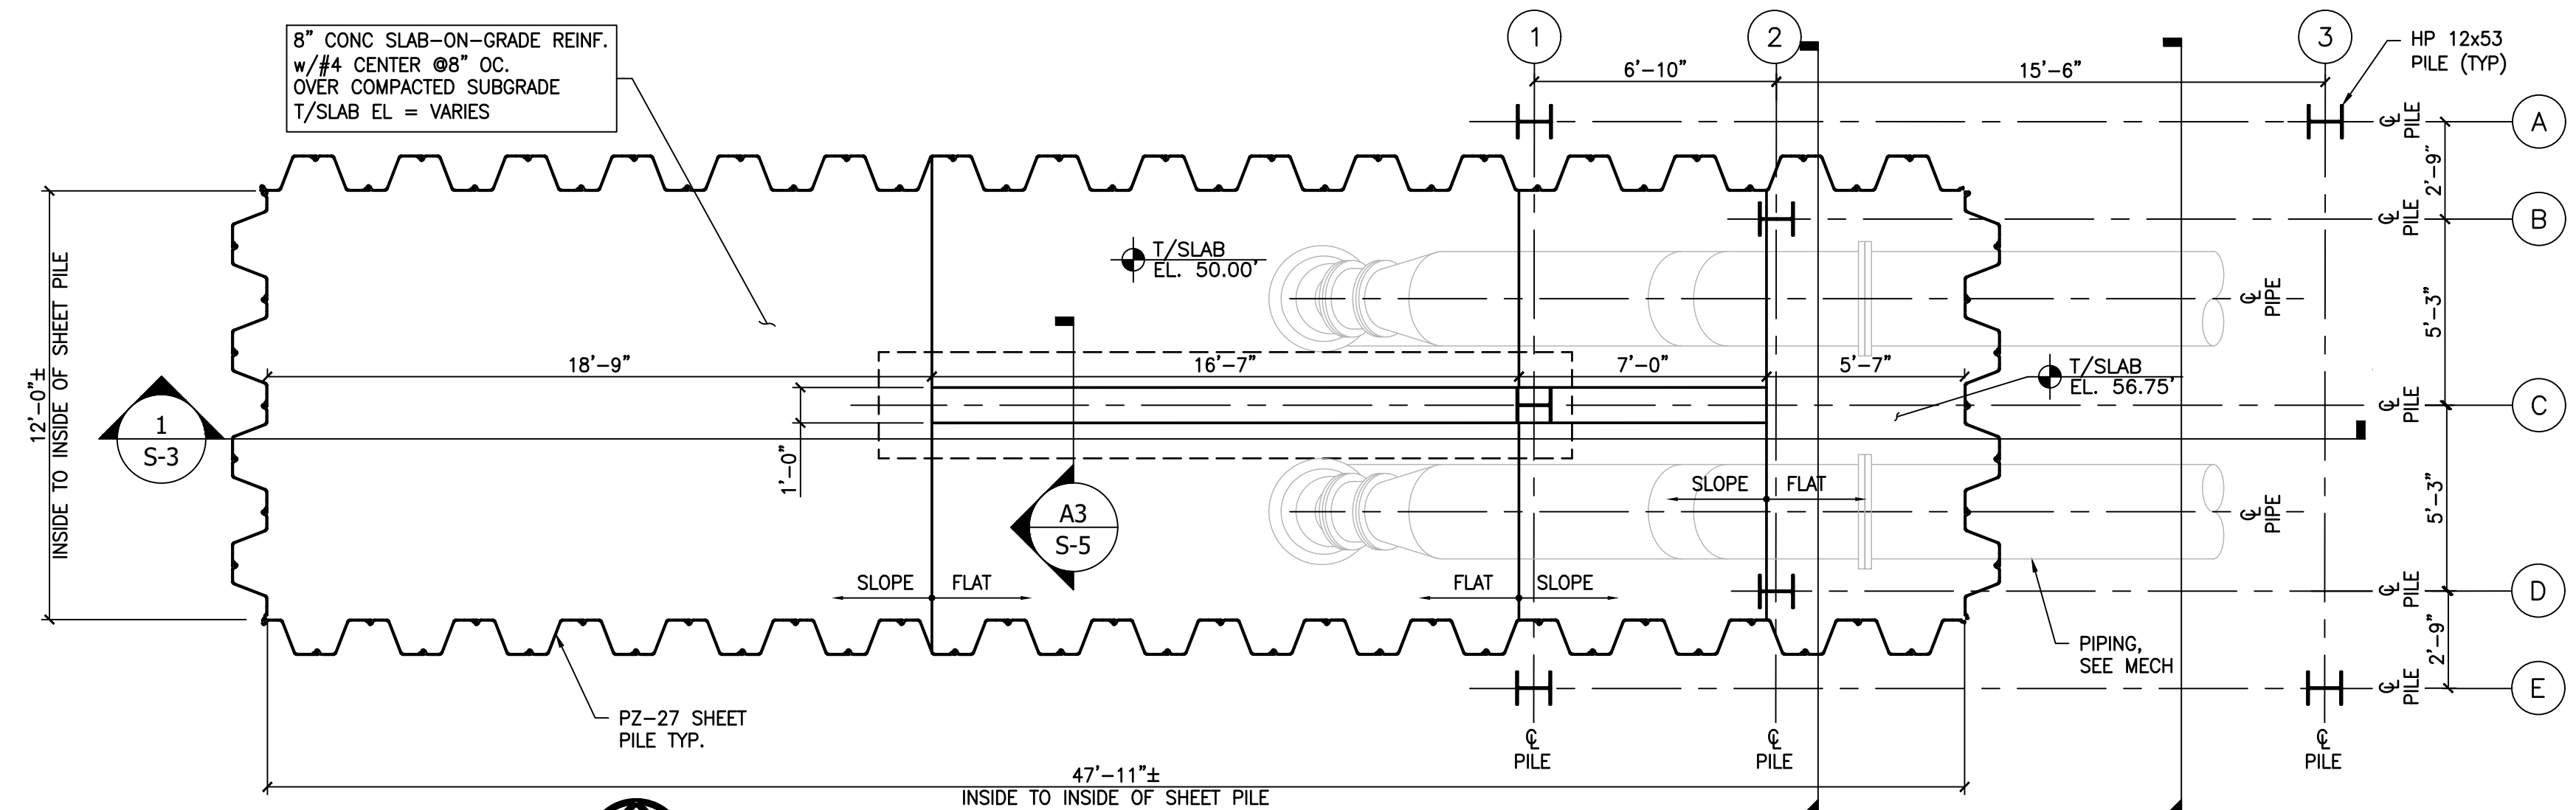 8" CONC SLAB-ON-GRADE REINF.
w/#4 CENTER @8" OC.
OVER COMPACTED SUBGRADE
T/SLAB EL = VARIES
1
2
3
HP 12x53
PILE (TYP)
6'-10"
15'-6"
℄ PILE
A
2'-9"
℄ PILE
B
T/SLAB
EL. 50.00'
℄ PIPE
5'-3"
12'-0"±
INSIDE TO INSIDE OF SHEET PILE
18'-9"
16'-7"
7'-0"
5'-7"
T/SLAB
EL. 56.75'
℄ PILE
C
1
S-3
1'-0"
A3
S-5
SLOPE
FLAT
℄ PIPE
5'-3"
SLOPE
FLAT
FLAT
SLOPE
℄ PILE
D
PIPING,
SEE MECH
2'-9"
℄ PILE
E
PZ-27 SHEET
PILE TYP.
℄
PILE
℄
PILE
℄
PILE
47'-11"±
INSIDE TO INSIDE OF SHEET PILE